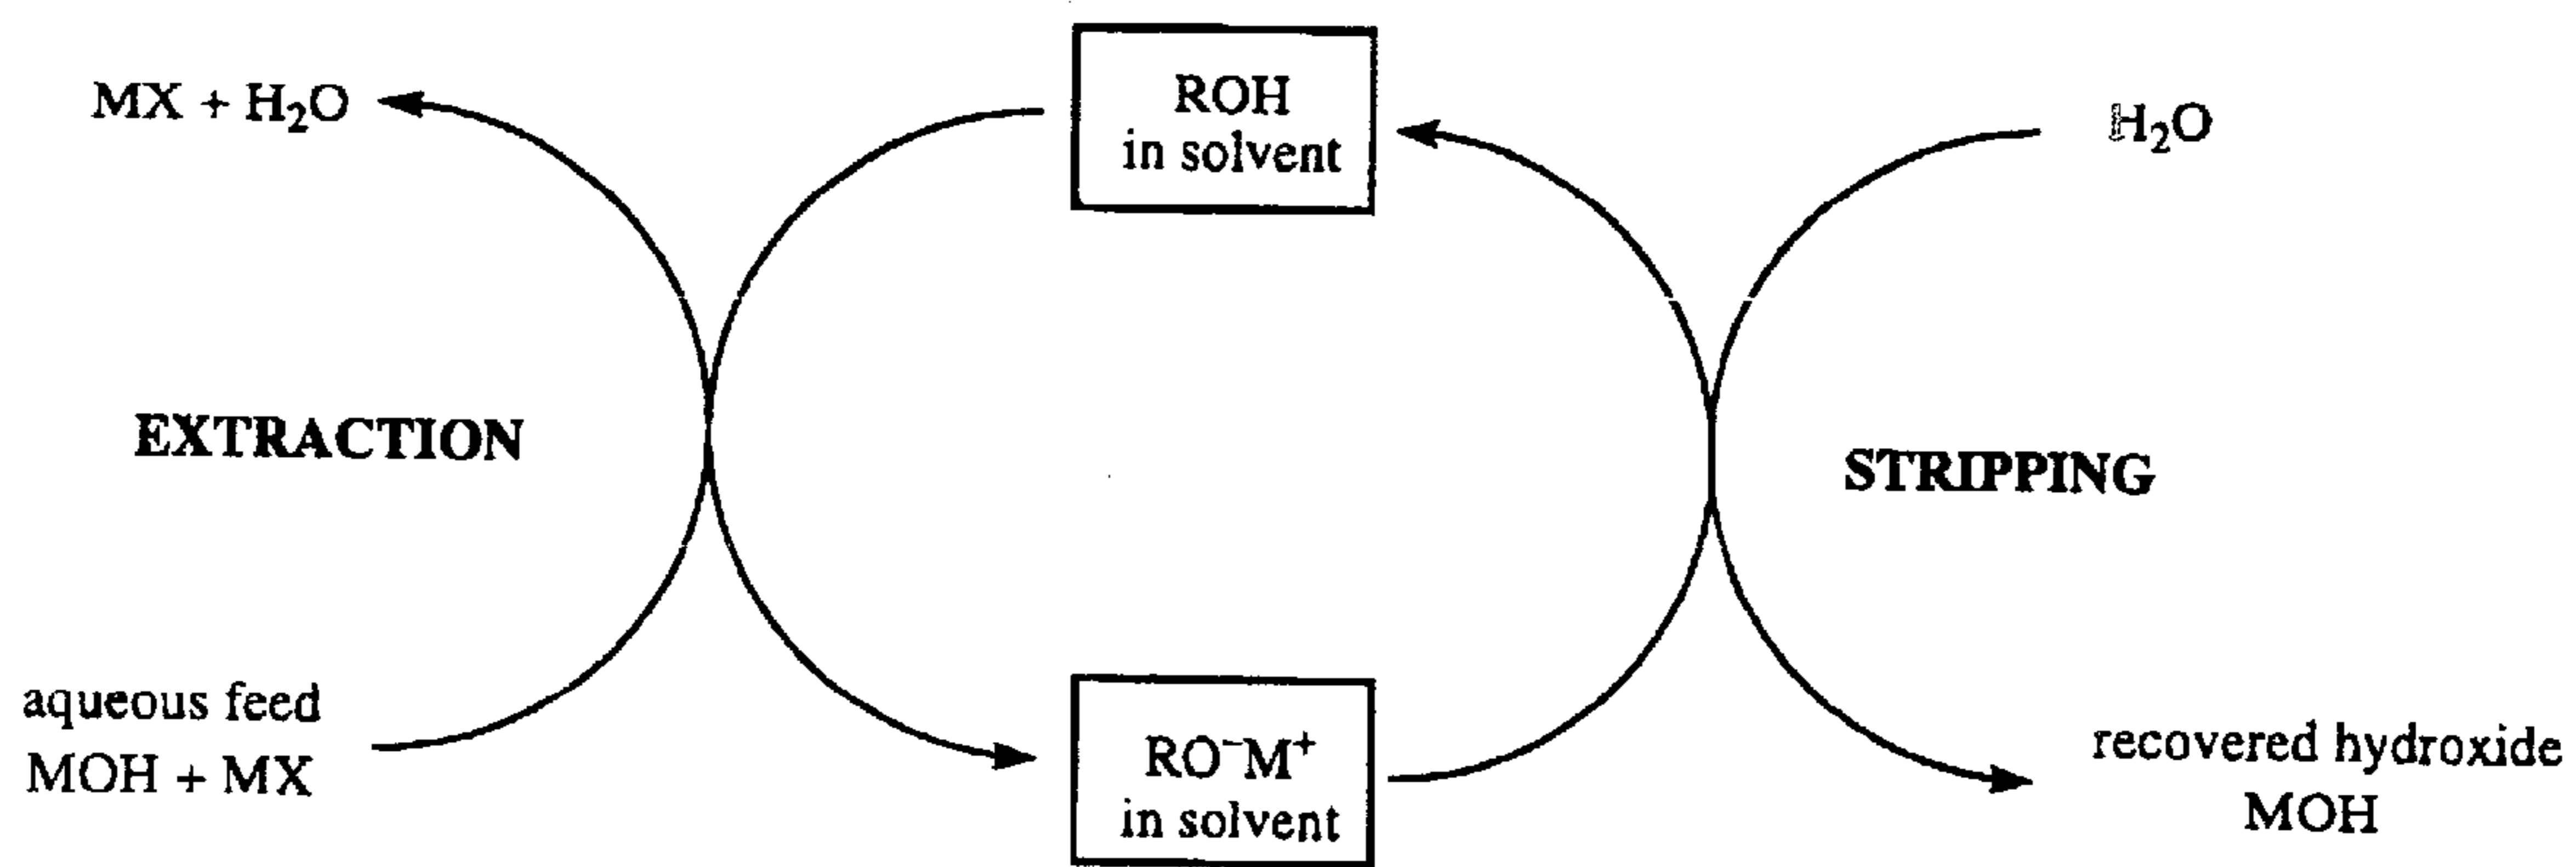 MX + H₂O
ROH
in solvent
H₂O
EXTRACTION
STRIPPING
aqueous feed
MOH + MX
RO⁻M⁺
in solvent
recovered hydroxide
MOH